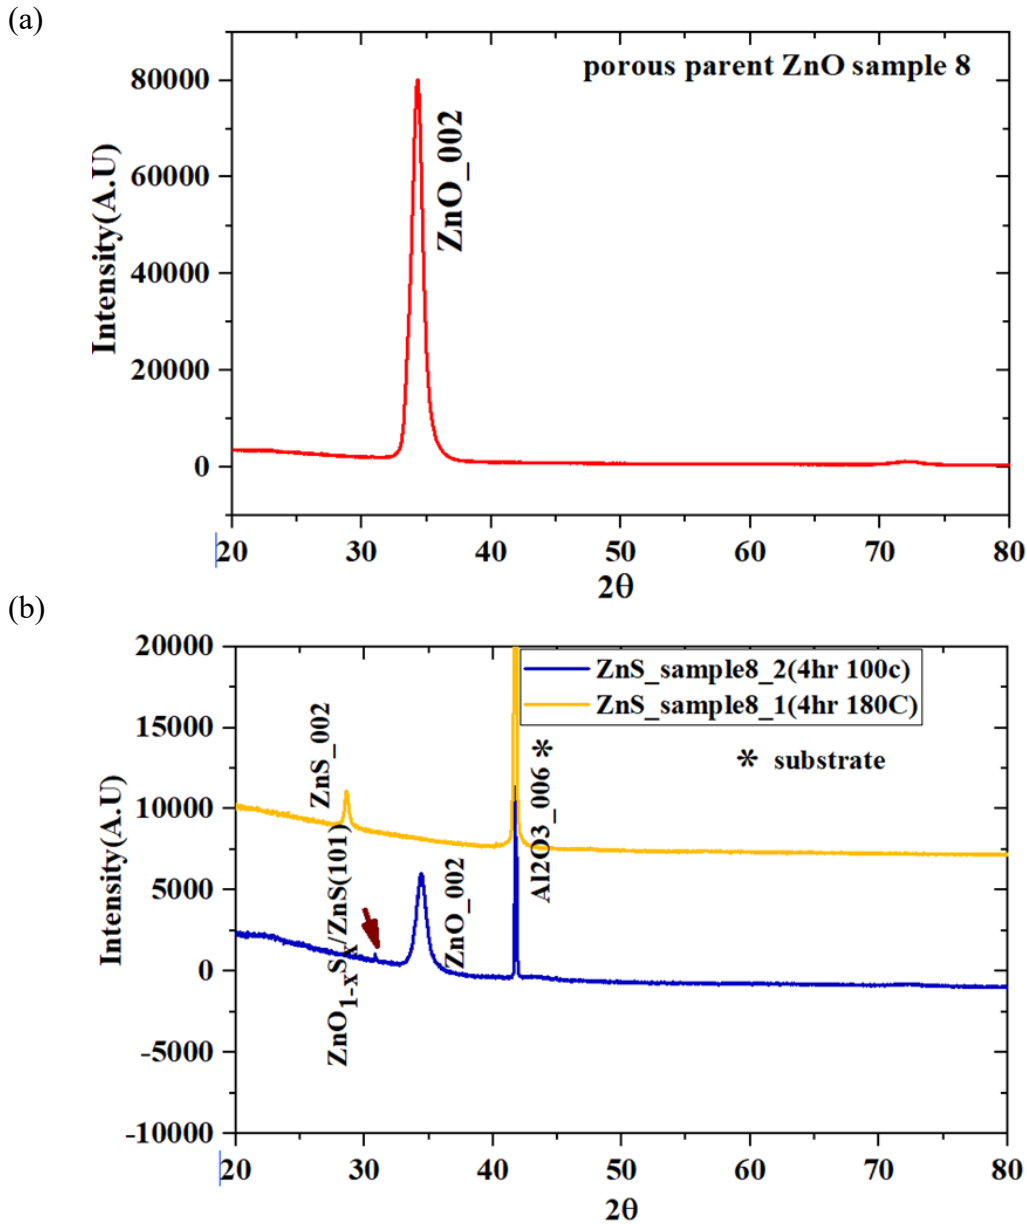 (a)
porous parent ZnO sample 8
ZnO_002
Intensity(A.U)
80000
60000
40000
20000
0
20 30 40 50 60 70 80
2θ
(b)
ZnS_sample8_2(4hr 100c)
ZnS_sample8_1(4hr 180C)
* substrate
ZnS_002
ZnO1-xSx/ZnS(101)
ZnO_002
Al2O3_006 *
Intensity(A.U)
20000
15000
10000
5000
0
-5000
-10000
20 30 40 50 60 70 80
2θ